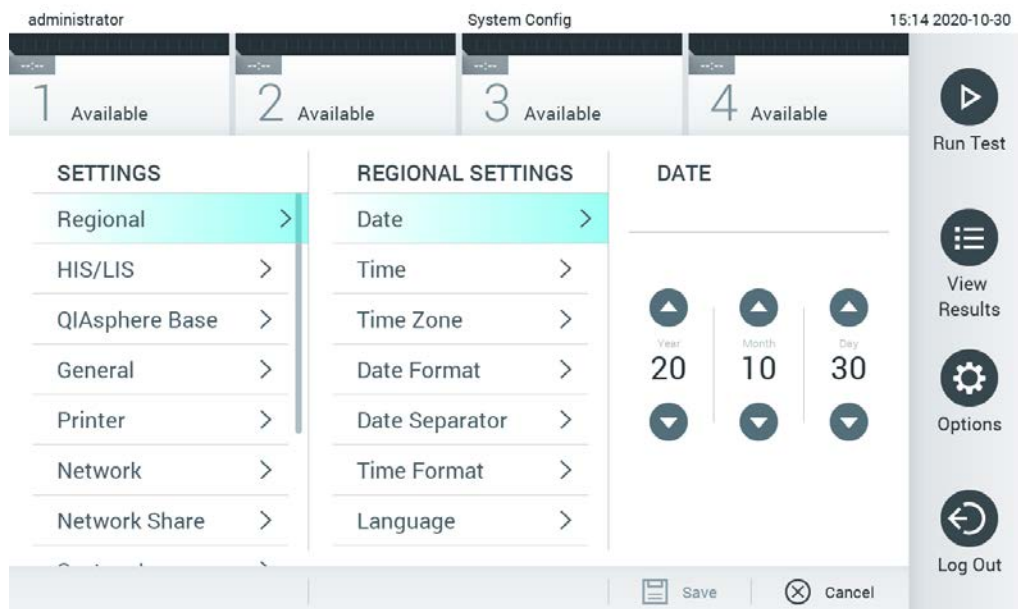 administrator
System Config
15:14 2020-10-30
--:--
--:--
--:--
--:--
1 Available
2 Available
3 Available
4 Available
Run Test
SETTINGS
Regional
HIS/LIS
QIAsphere Base
General
Printer
Network
Network Share
REGIONAL SETTINGS
Date
Time
Time Zone
Date Format
Date Separator
Time Format
Language
DATE
Year
Month
Day
20
10
30
View
Results
Options
Log Out
Save
Cancel